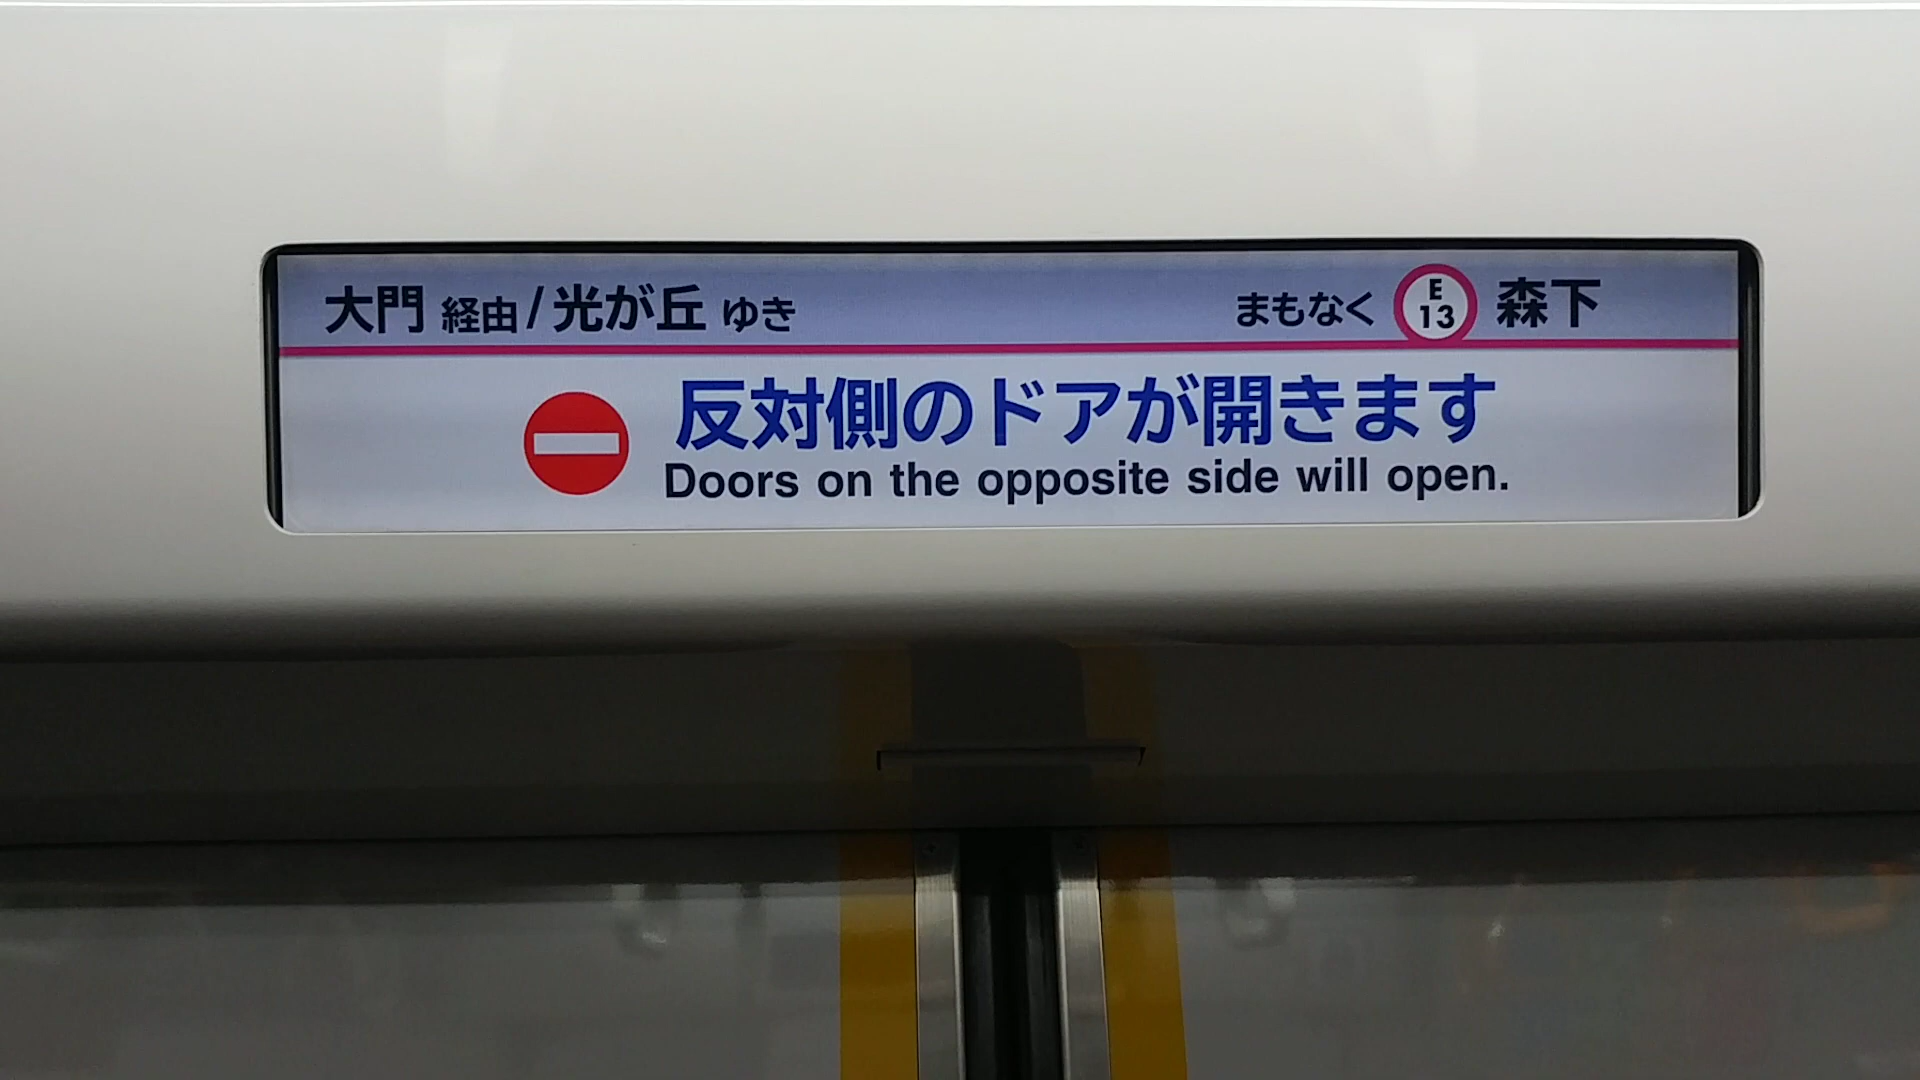 大門 経由/光が丘 ゆき
まもなく E 13 森下
反対側のドアが開きます
Doors on the opposite side will open.